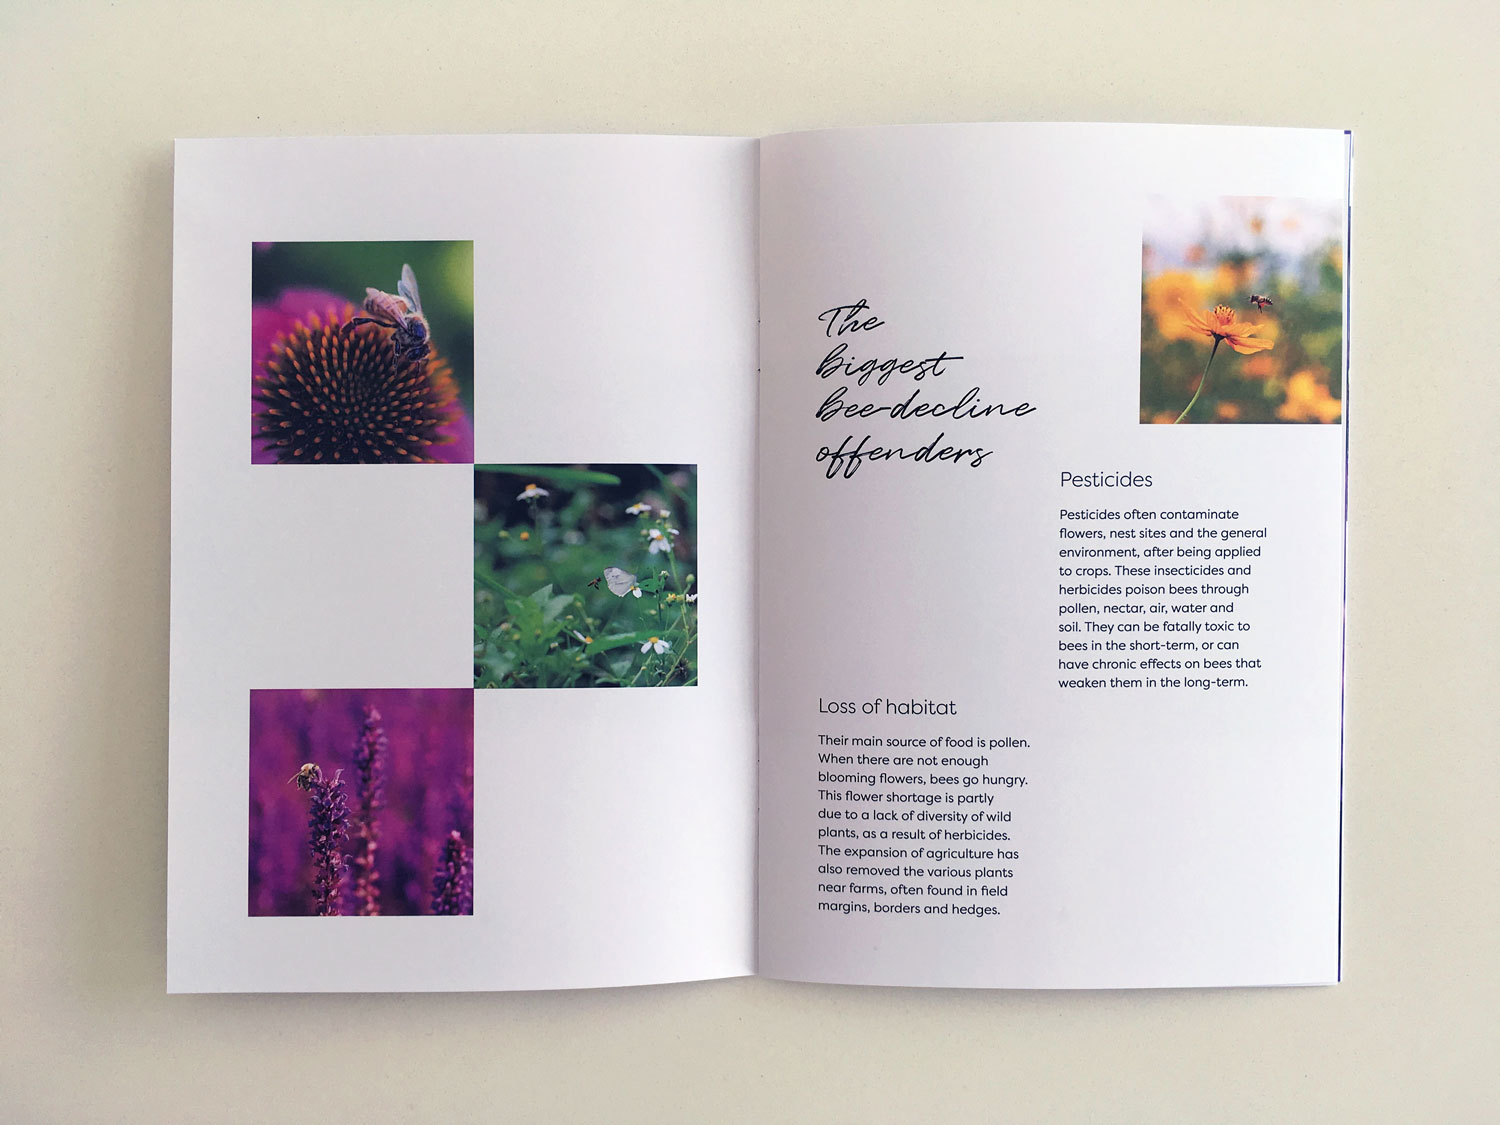 The
biggest
bee-decline
offenders
Pesticides
Pesticides often contaminate
flowers, nest sites and the general
environment, after being applied
to crops. These insecticides and
herbicides poison bees through
pollen, nectar, air, water and
soil. They can be fatally toxic to
bees in the short-term, or can
have chronic effects on bees that
weaken them in the long-term.
Loss of habitat
Their main source of food is pollen.
When there are not enough
blooming flowers, bees go hungry.
This flower shortage is partly
due to a lack of diversity of wild
plants, as a result of herbicides.
The expansion of agriculture has
also removed the various plants
near farms, often found in field
margins, borders and hedges.